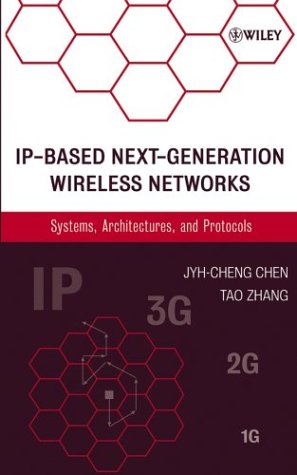 WILEY
IP-BASED NEXT-GENERATION
WIRELESS NETWORKS
Systems, Architectures, and Protocols
JYH-CHENG CHEN
TAO ZHANG
IP
3G
2G
1G